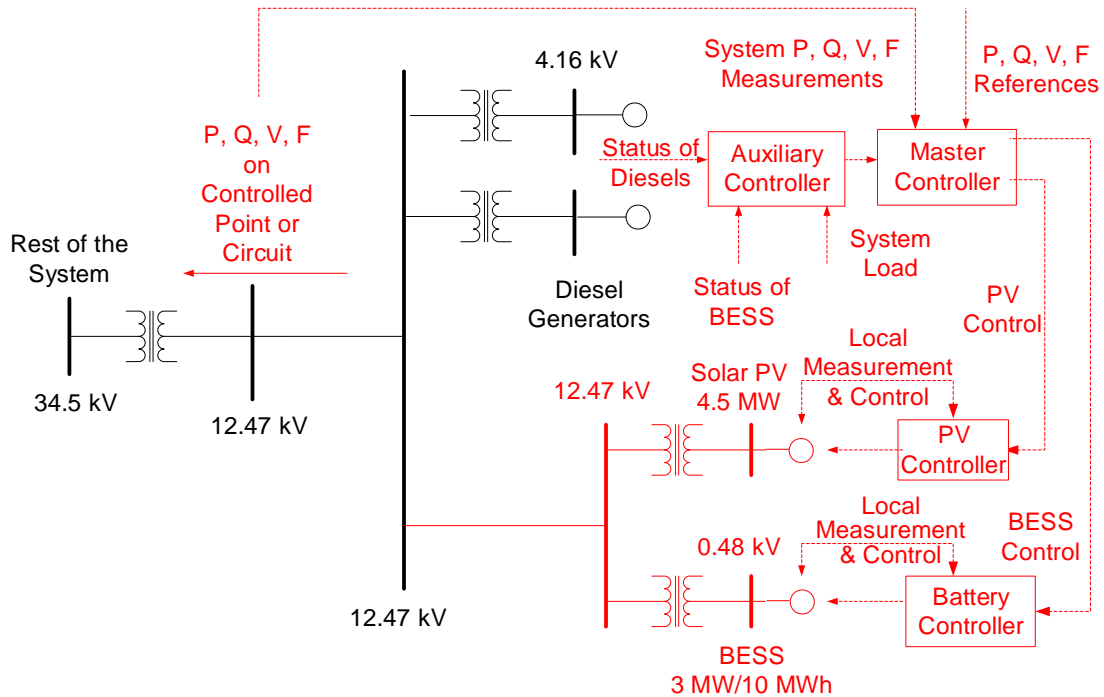 4.16 kV
System P, Q, V, F
Measurements
P, Q, V, F
References
P, Q, V, F
on
Controlled
Point or
Circuit
Status of
Diesels
Auxiliary
Controller
Master
Controller
Rest of the
System
34.5 kV
12.47 kV
Diesel
Generators
Status of
BESS
System
Load
PV
Control
12.47 kV
Solar PV
4.5 MW
Local
Measurement
& Control
PV
Controller
12.47 kV
0.48 kV
Local
Measurement
& Control
BESS
Control
Battery
Controller
BESS
3 MW/10 MWh